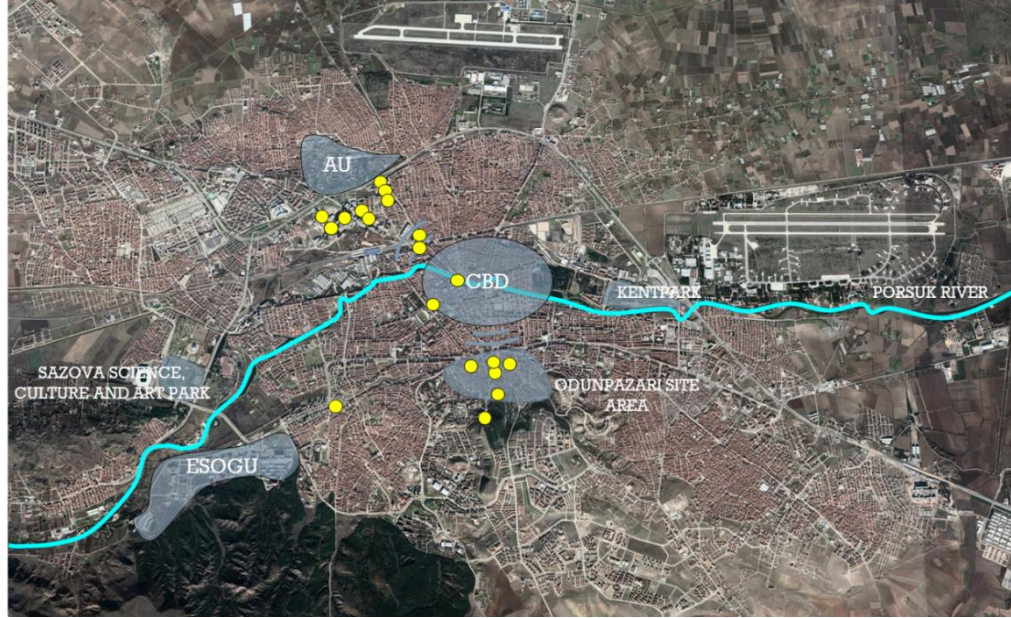 AU
CBD
KENTPARK
PORSUK RIVER
SAZOVA SCIENCE,
CULTURE AND ART PARK
ODUNPAZARI SITE
AREA
ESOGU